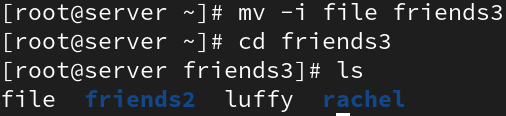 [root@server ~]# mv -i file friends3
[root@server ~]# cd friends3
[root@server friends3]# ls
file  friends2  luffy  rachel